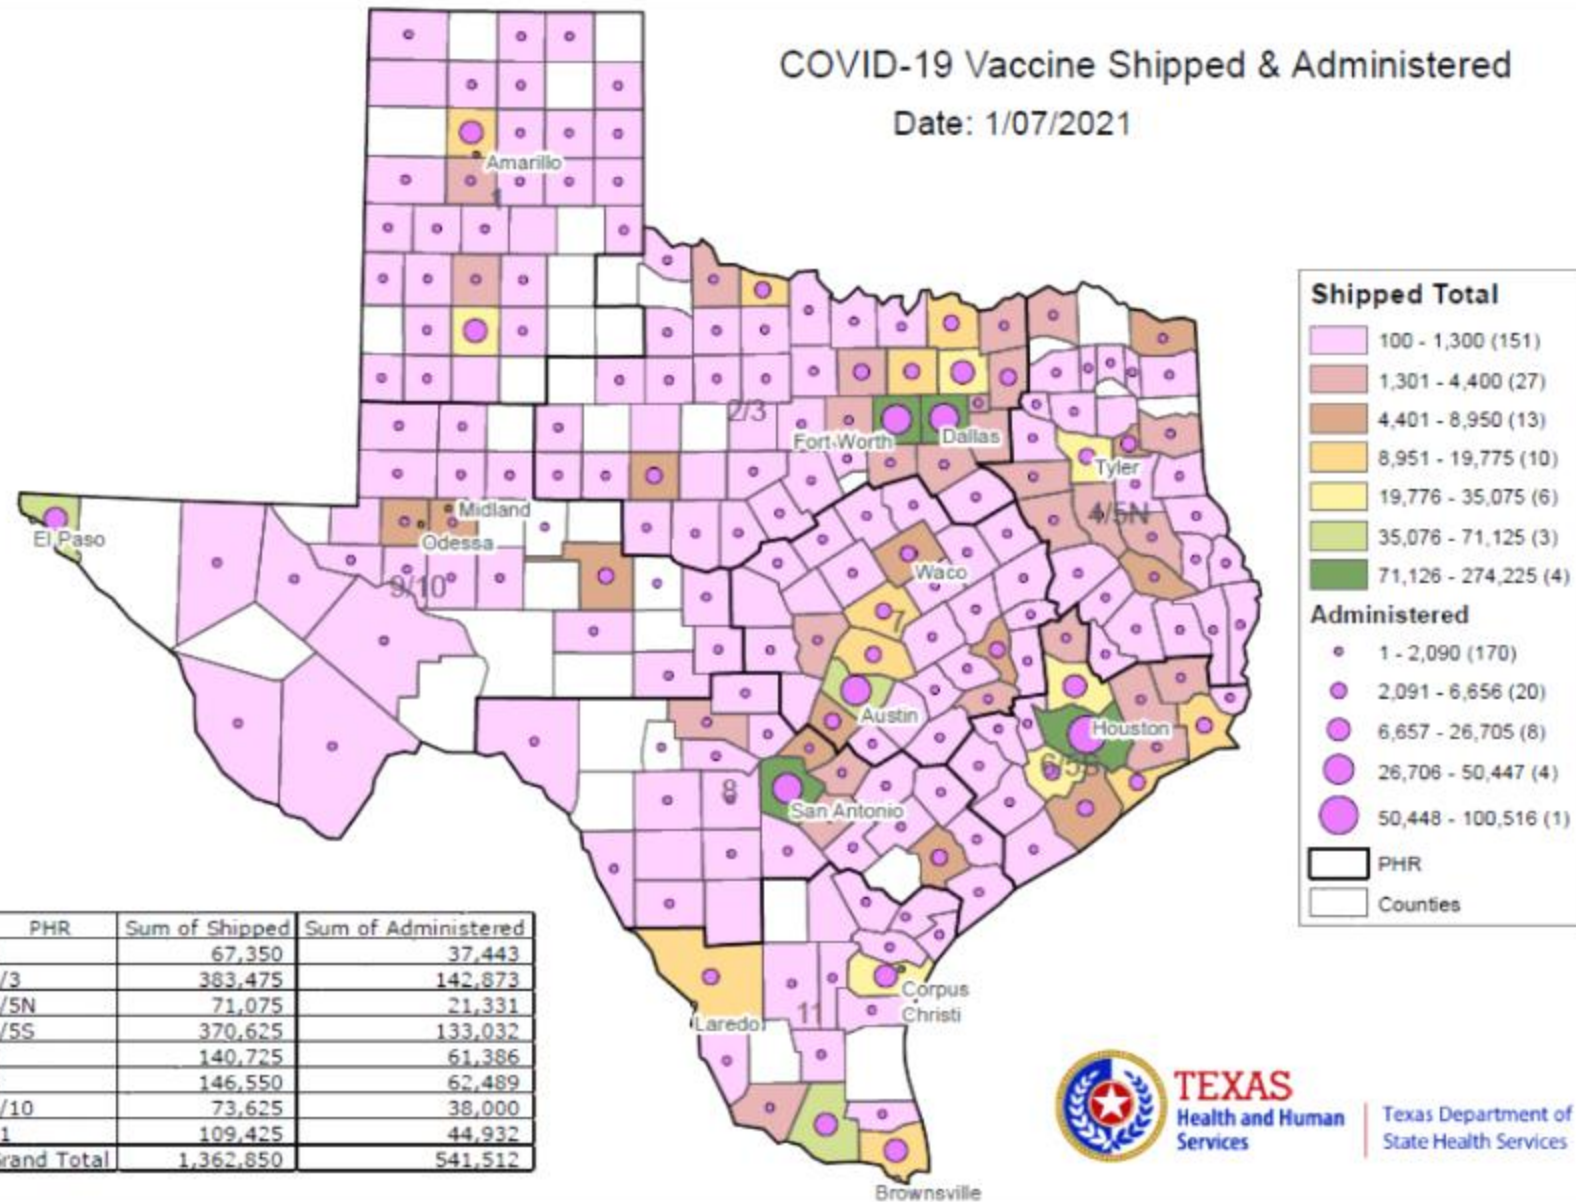 COVID-19 Vaccine Shipped & Administered
Date: 1/07/2021
Amarillo
1
2/3
Fort Worth
Dallas
Tyler
4/5N
Midland
Odessa
El Paso
9/10
Waco
7
Austin
Houston
6/5S
8
San Antonio
Corpus
Christi
Laredo
11
Brownsville
Shipped Total
100 - 1,300 (151)
1,301 - 4,400 (27)
4,401 - 8,950 (13)
8,951 - 19,775 (10)
19,776 - 35,075 (6)
35,076 - 71,125 (3)
71,126 - 274,225 (4)
Administered
1 - 2,090 (170)
2,091 - 6,656 (20)
6,657 - 26,705 (8)
26,706 - 50,447 (4)
50,448 - 100,516 (1)
PHR
Counties
PHR Sum of Shipped Sum of Administered
67,350 37,443
/3 383,475 142,873
/5N 71,075 21,331
/5S 370,625 133,032
140,725 61,386
146,550 62,489
/10 73,625 38,000
1 109,425 44,932
rand Total 1,362,850 541,512
TEXAS
Health and Human
Services
Texas Department of
State Health Services